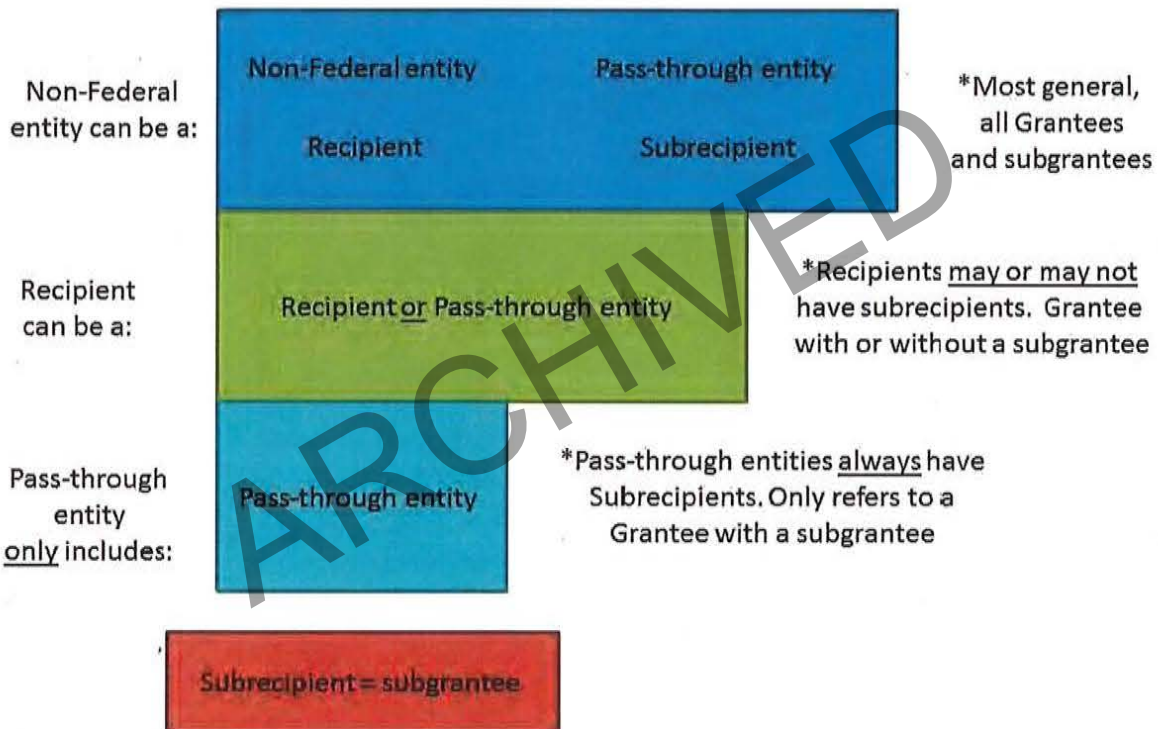 Non-Federal
entity can be a:
Non-Federal entity
Pass-through entity
Recipient
Subrecipient
*Most general,
all Grantees
and subgrantees
Recipient
can be a:
Recipient or Pass-through entity
*Recipients may or may not
have subrecipients. Grantee
with or without a subgrantee
Pass-through
entity
only includes:
Pass-through entity
*Pass-through entities always have
Subrecipients. Only refers to a
Grantee with a subgrantee
Subrecipient = subgrantee
ARCHIVED